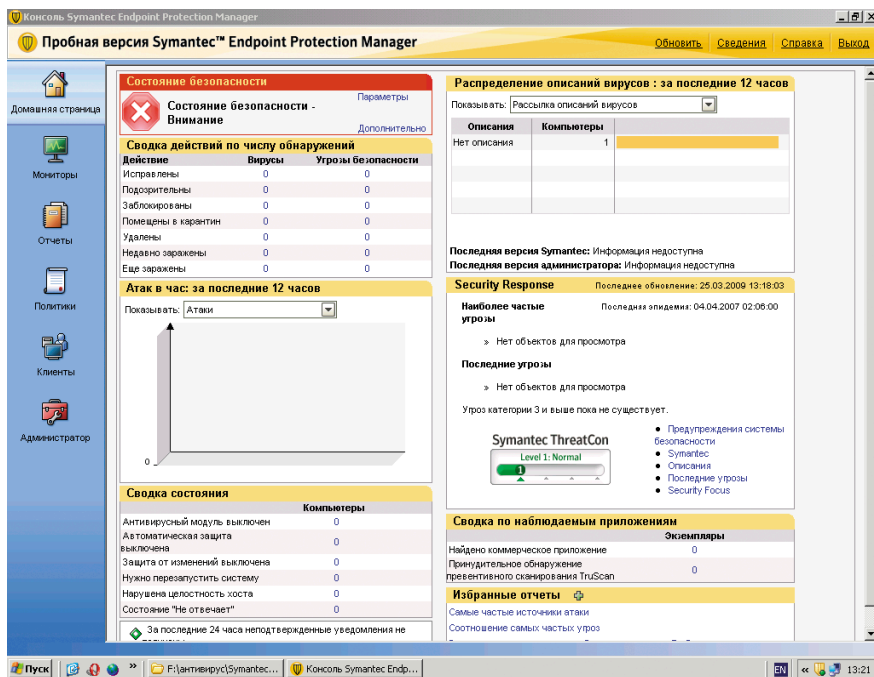 Консоль Symantec Endpoint Protection Manager
Пробная версия Symantec™ Endpoint Protection Manager
Обновить Сведения Справка Выход
Домашняя страница
Мониторы
Отчеты
Политики
Клиенты
Администратор
Состояние безопасности
Параметры
Состояние безопасности -
Внимание
Дополнительно
Сводка действий по числу обнаружений
Действие Вирусы Угрозы безопасности
Исправлены 0 0
Подозрительны 0 0
Заблокированы 0 0
Помещены в карантин 0 0
Удалены 0 0
Недавно заражены 0 0
Еще заражены 0 0
Атак в час: за последние 12 часов
Показывать: Атаки
0
Сводка состояния
Компьютеры
Антивирусный модуль выключен 0
Автоматическая защита
выключена 0
Защита от изменений выключена 0
Нужно перезапустить систему 0
Нарушена целостность хоста 0
Состояние "Не отвечает" 0
За последние 24 часа неподтвержденные уведомления не
Распределение описаний вирусов : за последние 12 часов
Показывать: Рассылка описаний вирусов
Описания Компьютеры
Нет описания 1
Последняя версия Symantec: Информация недоступна
Последняя версия администратора: Информация недоступна
Security Response Последнее обновление: 25.03.2009 13:18:03
Наиболее частые
угрозы
Последняя эпидемия: 04.04.2007 02:06:00
» Нет объектов для просмотра
Последние угрозы
» Нет объектов для просмотра
Угроз категории 3 и выше пока не существует.
Symantec ThreatCon
Level 1: Normal
1
• Предупреждения системы
безопасности
• Symantec
• Описания
• Последние угрозы
• Security Focus
Сводка по наблюдаемым приложениям
Экземпляры
Найдено коммерческое приложение 0
Принудительное обнаружение
превентивного сканирования TruScan 0
Избранные отчеты
Самые частые источники атаки
Соотношение самых частых угроз
Пуск » F:\антивирус\Symantec... Консоль Symantec Endp... EN « 13:21